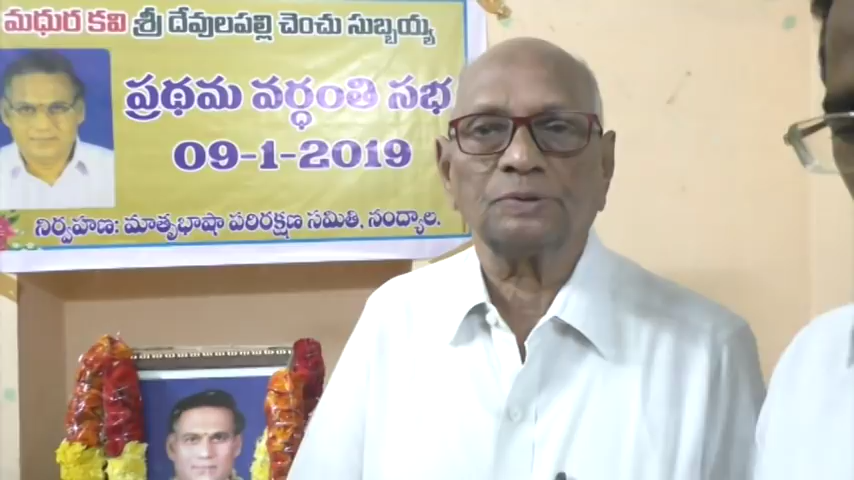 మధుర కవి శ్రీ దేవులపల్లి చెంచు సుబ్బయ్య
ప్రథమ వర్ధంతి సభ
09-1-2019
నిర్వహణ: మాతృభాషా పరిరక్షణ సమితి, నంద్యాల.